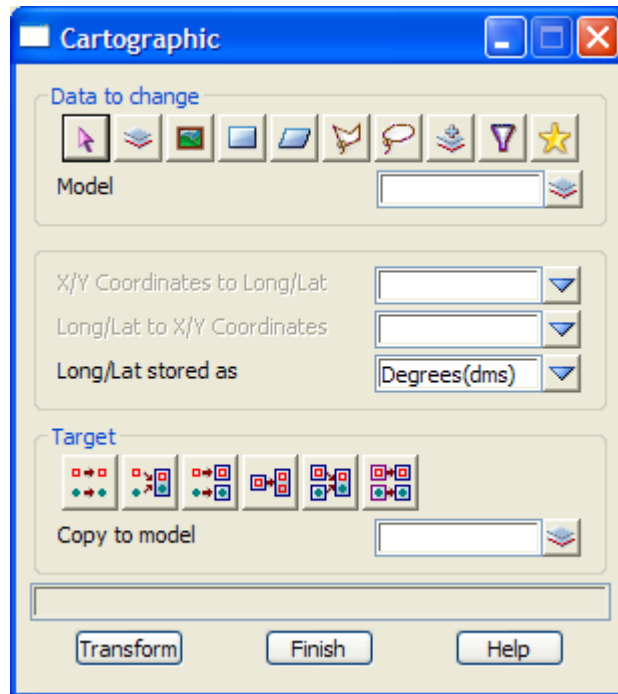 Cartographic
Data to change
Model
X/Y Coordinates to Long/Lat
Long/Lat to X/Y Coordinates
Long/Lat stored as Degrees(dms)
Target
Copy to model
Transform Finish Help